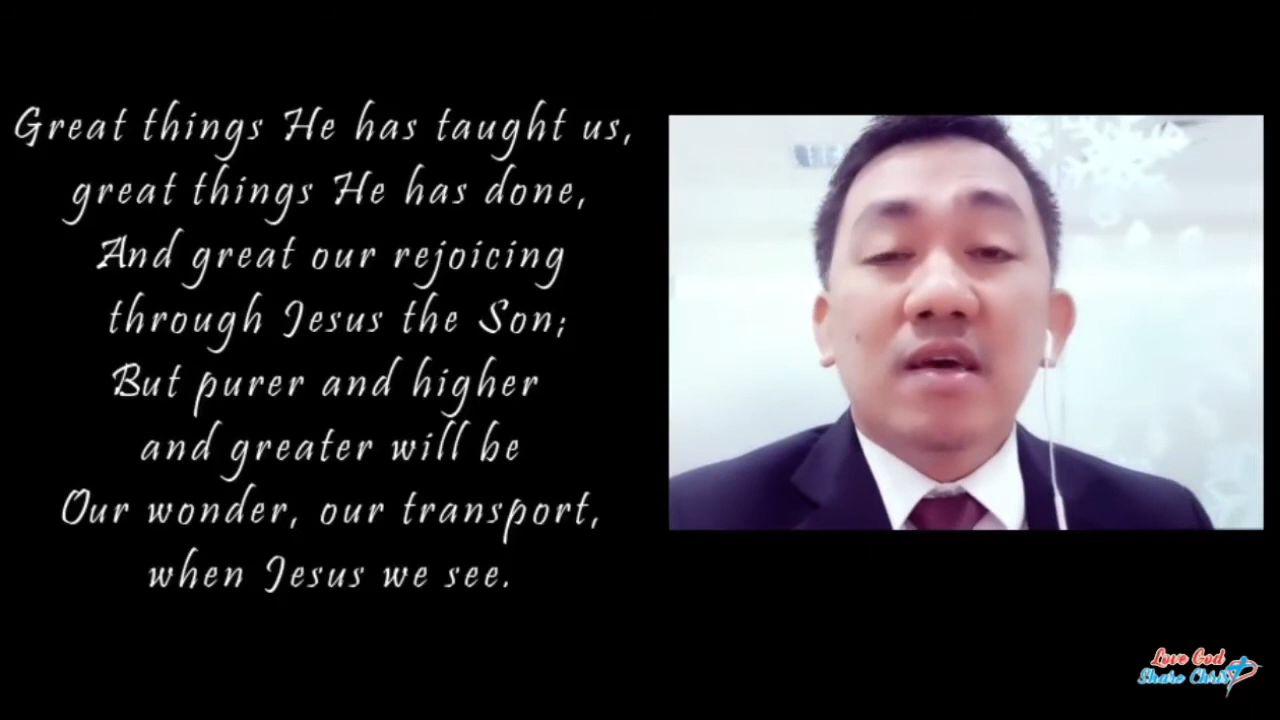 Great things He has taught us,
great things He has done,
And great our rejoicing
through Jesus the Son;
But purer and higher
and greater will be
Our wonder, our transport,
when Jesus we see.
Love God
Share Christ